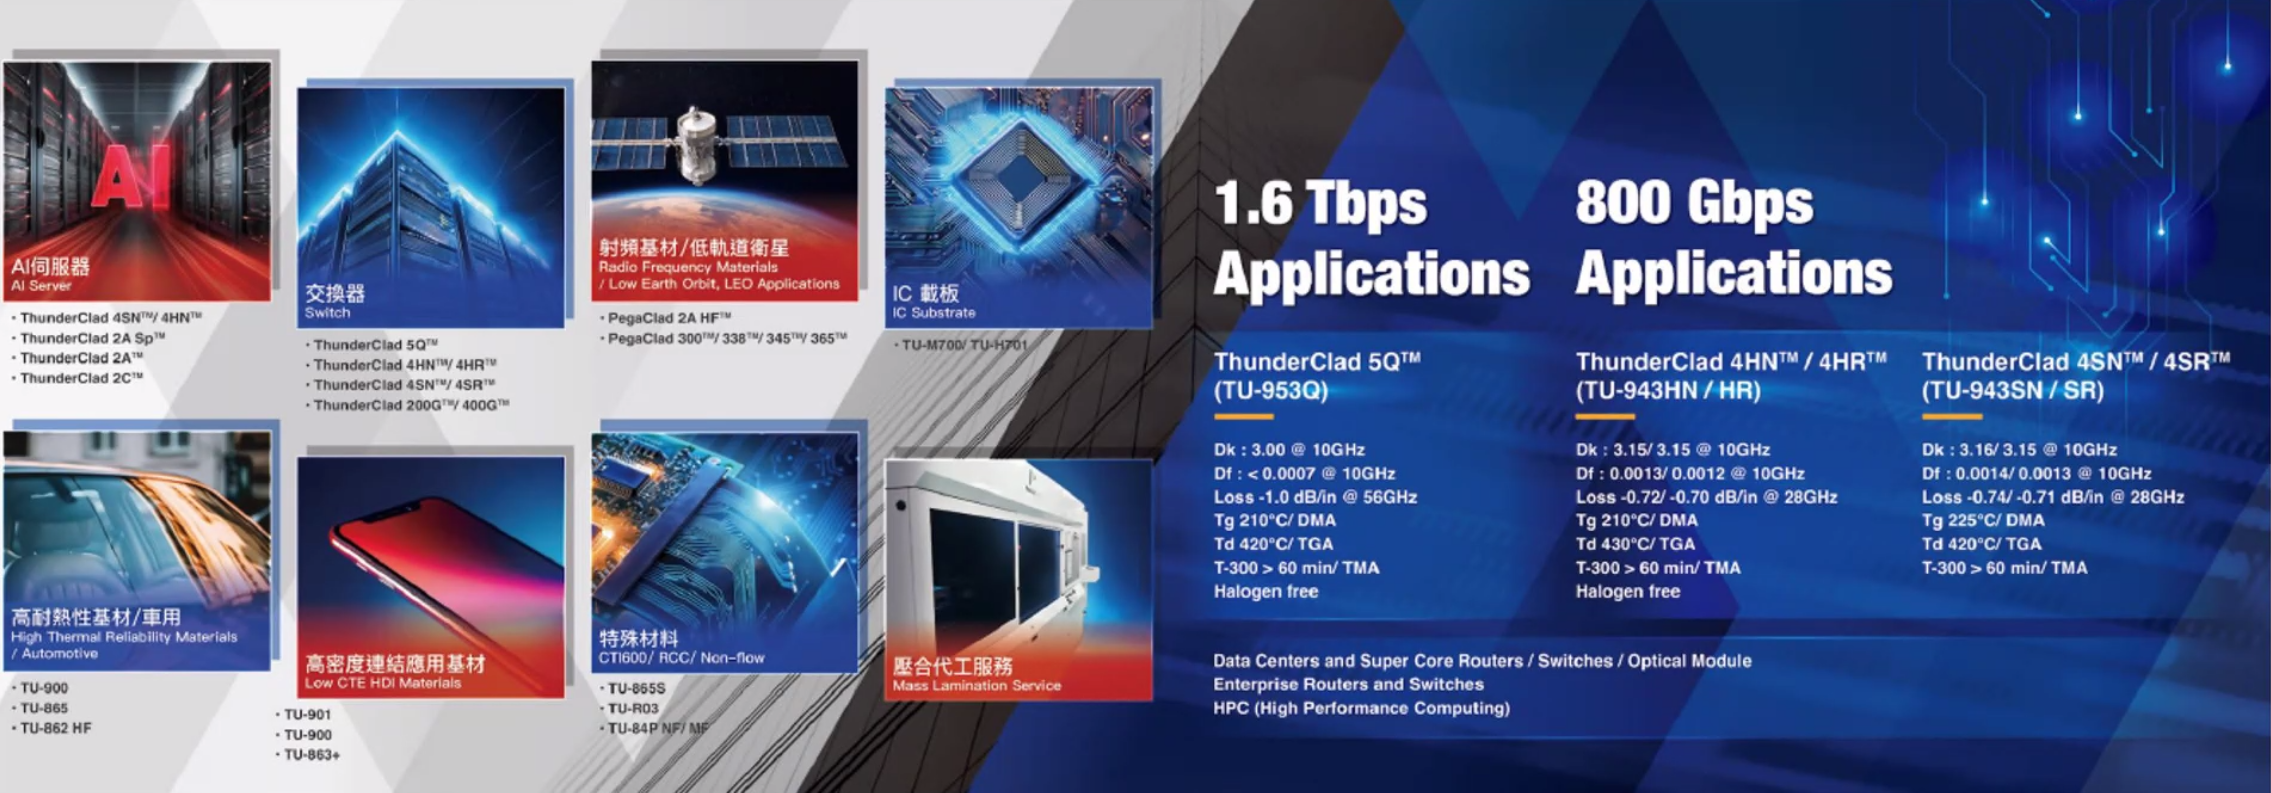 AI
AI伺服器
AI Server
・ThunderClad 4SN™/ 4HN™
・ThunderClad 2A Sp™
・ThunderClad 2A™
・ThunderClad 2C™
交換器
Switch
・ThunderClad 5Q™
・ThunderClad 4HN™/ 4HR™
・ThunderClad 4SN™/ 4SR™
・ThunderClad 200G™/ 400G™
射頻基材/低軌道衛星
Radio Frequency Materials
/ Low Earth Orbit, LEO Applications
・PegaClad 2A HF™
・PegaClad 300™/ 338™/ 345™/ 365™
IC 載板
IC Substrate
・TU-M700/ TU-H701
高耐熱性基材/車用
High Thermal Reliability Materials
/ Automotive
・TU-900
・TU-865
・TU-862 HF
高密度連結應用基材
Low CTE HDI Materials
・TU-901
・TU-900
・TU-863+
特殊材料
CTI600/ RCC/ Non-flow
・TU-865S
・TU-R03
・TU-84P NF/ MF
壓合代工服務
Mass Lamination Service
1.6 Tbps
Applications
ThunderClad 5Q™
(TU-953Q)
Dk : 3.00 @ 10GHz
Df : < 0.0007 @ 10GHz
Loss -1.0 dB/in @ 56GHz
Tg 210°C/ DMA
Td 420°C/ TGA
T-300 > 60 min/ TMA
Halogen free
800 Gbps
Applications
ThunderClad 4HN™ / 4HR™
(TU-943HN / HR)
Dk : 3.15/ 3.15 @ 10GHz
Df : 0.0013/ 0.0012 @ 10GHz
Loss -0.72/ -0.70 dB/in @ 28GHz
Tg 210°C/ DMA
Td 430°C/ TGA
T-300 > 60 min/ TMA
Halogen free
ThunderClad 4SN™ / 4SR™
(TU-943SN / SR)
Dk : 3.16/ 3.15 @ 10GHz
Df : 0.0014/ 0.0013 @ 10GHz
Loss -0.74/ -0.71 dB/in @ 28GHz
Tg 225°C/ DMA
Td 420°C/ TGA
T-300 > 60 min/ TMA
Data Centers and Super Core Routers / Switches / Optical Module
Enterprise Routers and Switches
HPC (High Performance Computing)